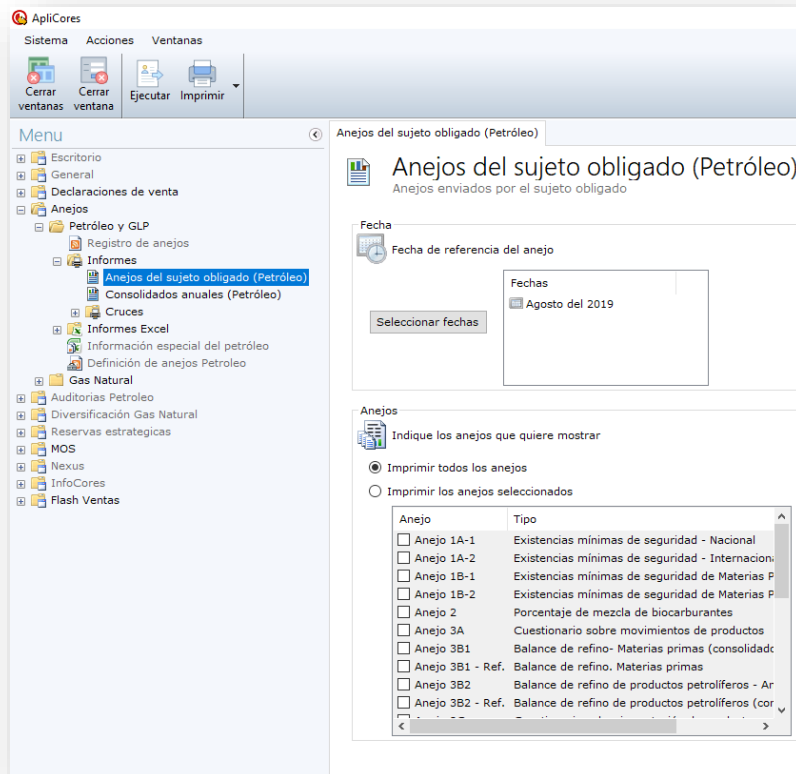 ApliCores
Sistema Acciones Ventanas
Cerrar ventanas
Cerrar ventana
Ejecutar
Imprimir
Menu
Escritorio
General
Declaraciones de venta
Anejos
Petróleo y GLP
Registro de anejos
Informes
Anejos del sujeto obligado (Petróleo)
Consolidados anuales (Petróleo)
Cruces
Informes Excel
Información especial del petróleo
Definición de anejos Petroleo
Gas Natural
Auditorias Petroleo
Diversificación Gas Natural
Reservas estrategicas
MOS
Nexus
InfoCores
Flash Ventas
Anejos del sujeto obligado (Petróleo)
Anejos del sujeto obligado (Petróleo)
Anejos enviados por el sujeto obligado
Fecha
Fecha de referencia del anejo
Seleccionar fechas
Fechas
Agosto del 2019
Anejos
Indique los anejos que quiere mostrar
Imprimir todos los anejos
Imprimir los anejos seleccionados
Anejo Tipo
Anejo 1A-1 Existencias mínimas de seguridad - Nacional
Anejo 1A-2 Existencias mínimas de seguridad - Internaciona
Anejo 1B-1 Existencias mínimas de seguridad de Materias P
Anejo 1B-2 Existencias mínimas de seguridad de Materias P
Anejo 2 Porcentaje de mezcla de biocarburantes
Anejo 3A Cuestionario sobre movimientos de productos
Anejo 3B1 Balance de refino- Materias primas (consolidado
Anejo 3B1 - Ref. Balance de refino. Materias primas
Anejo 3B2 Balance de refino de productos petrolíferos - Ar
Anejo 3B2 - Ref. Balance de refino de productos petrolíferos (cor